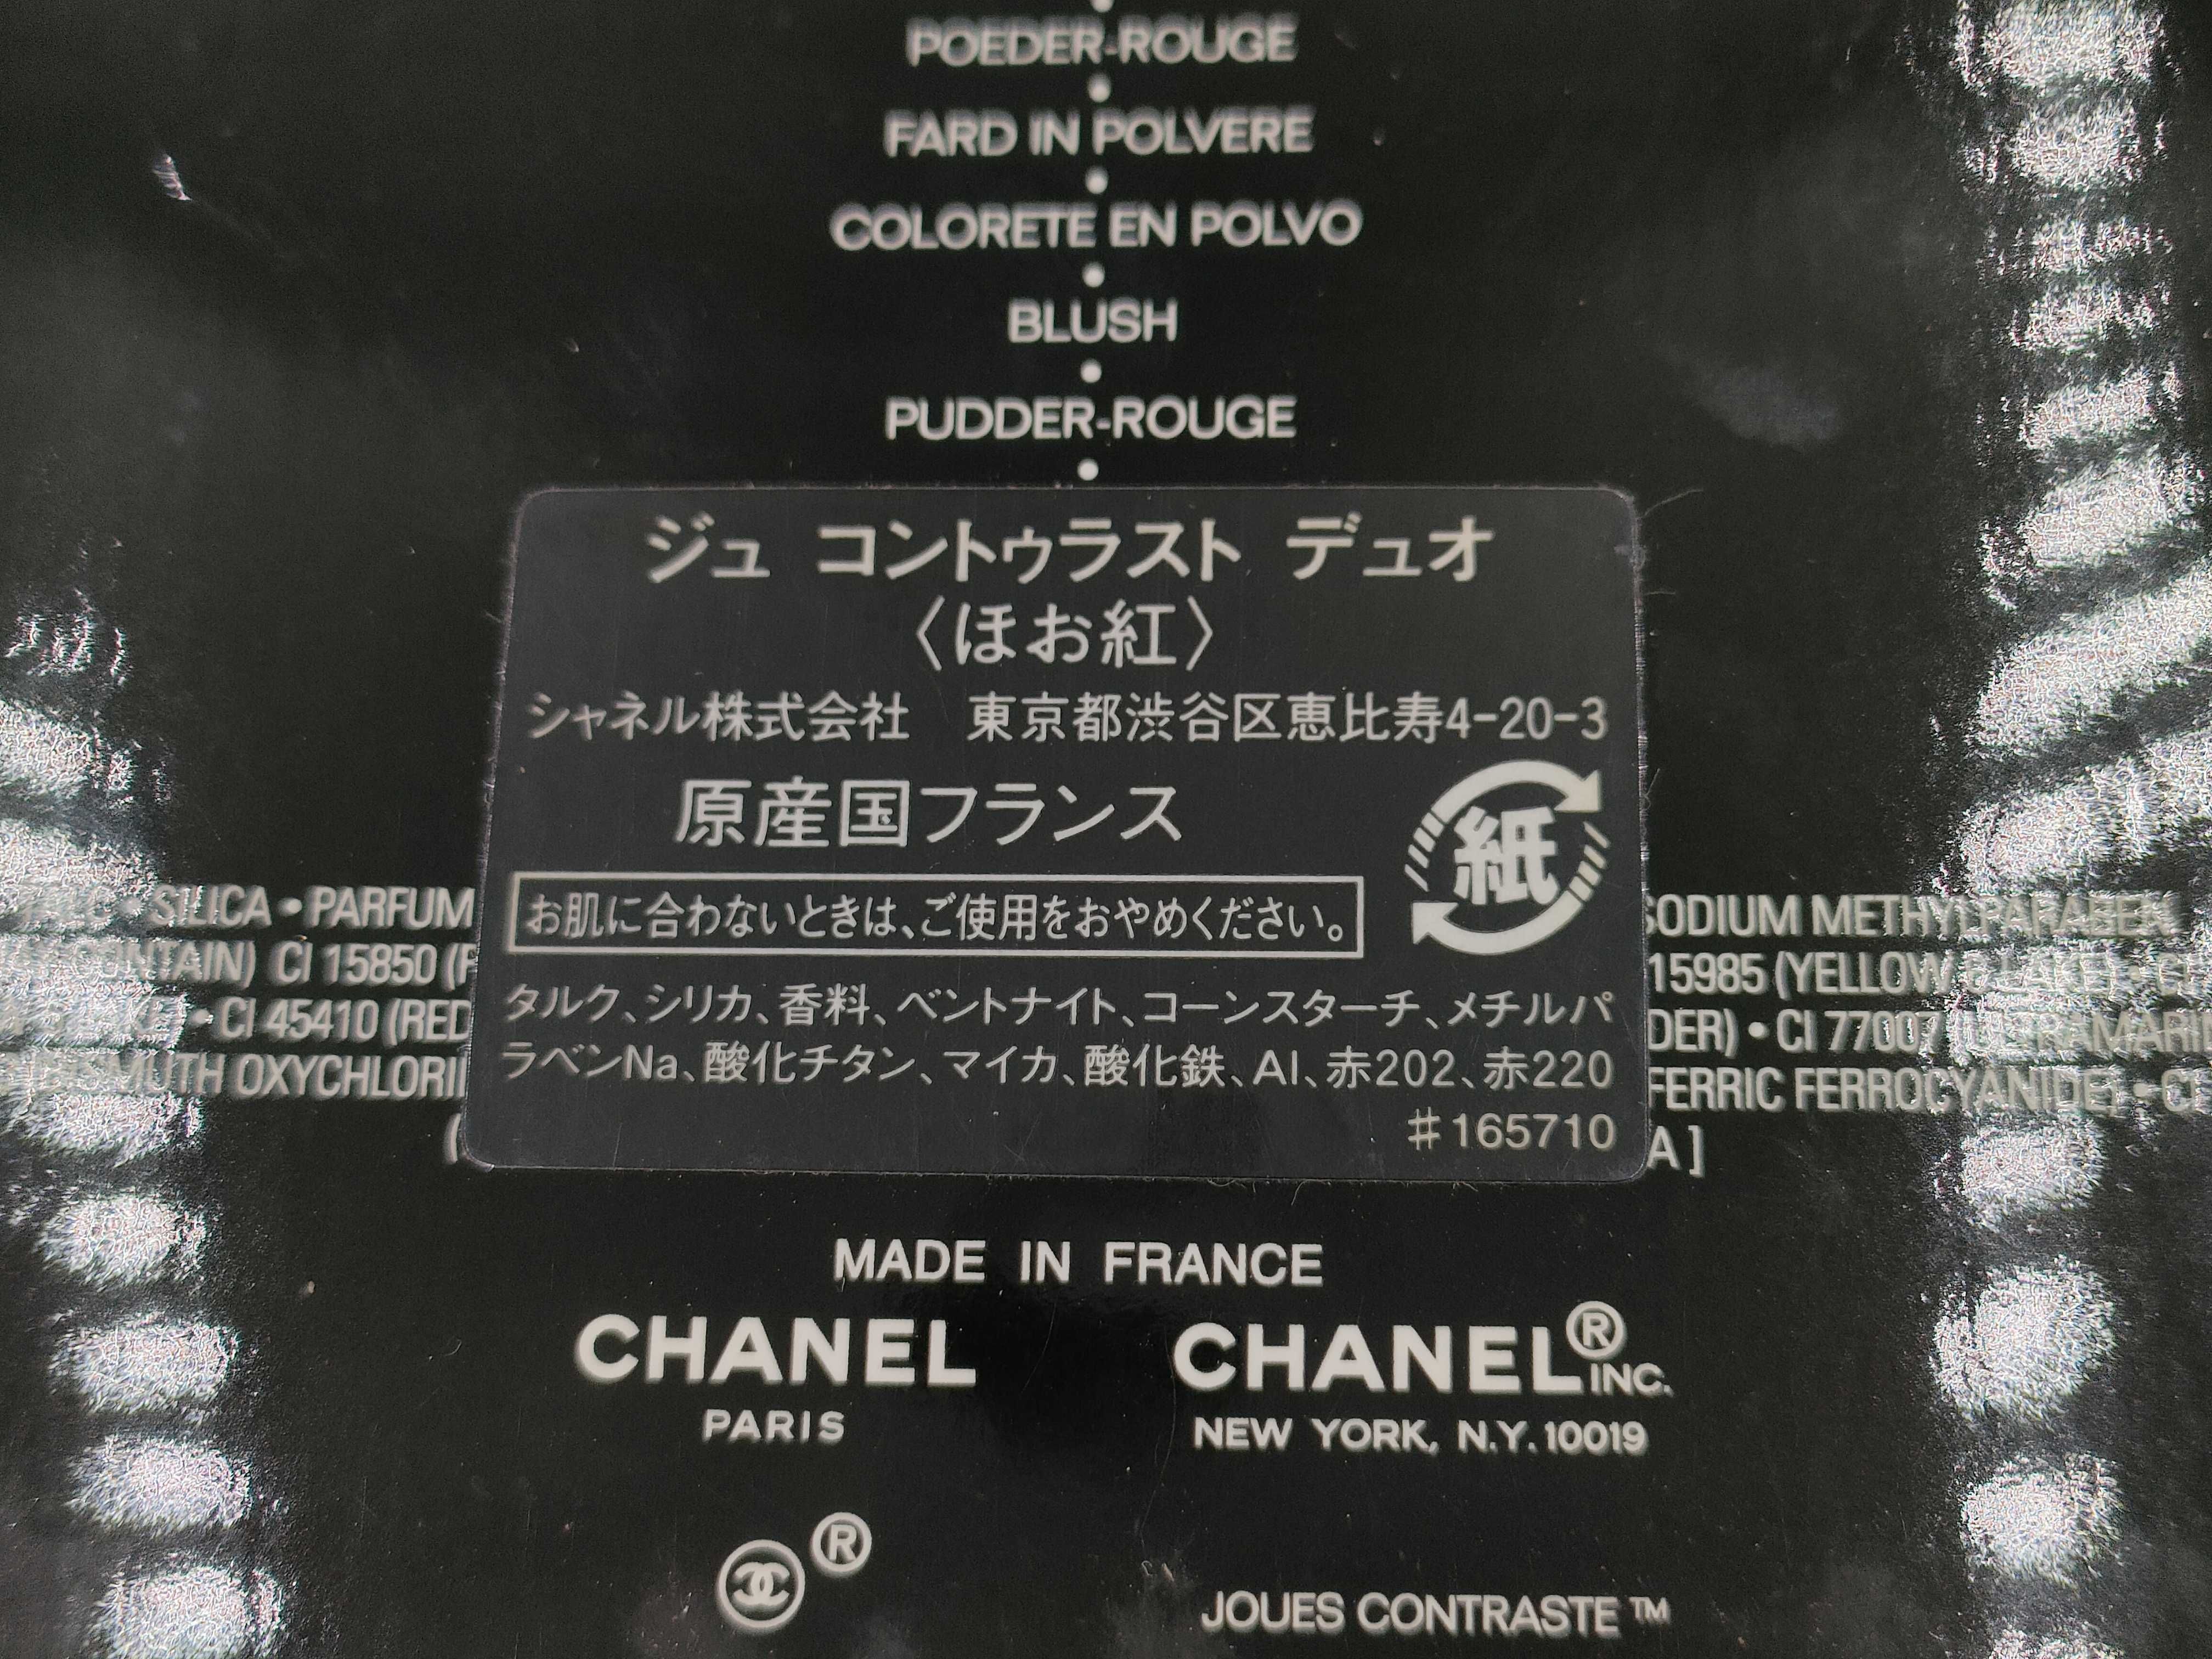 POEDER-ROUGE
•
FARD IN POLVERE
•
COLORETE EN POLVO
•
BLUSH
•
PUDDER-ROUGE
•
ジュ コントゥラスト デュオ
〈ほお紅〉
シャネル株式会社 東京都渋谷区恵比寿4-20-3
原産国フランス
紙
お肌に合わないときは、ご使用をおやめください。
タルク、シリカ、香料、ベントナイト、コーンスターチ、メチルパ
ラベンNa、酸化チタン、マイカ、酸化鉄、Al、赤202、赤220
♯165710
• SILICA • PARFUM SODIUM METHYLPARABEN
CI 15850 ( 15985 (YELLOW 6 LAKE) •
• CI 45410 (RED DER) • CI 77007 (ULTRAMARI
OXYCHLORI FERRIC FERROCYANIDE) • CI
( A ]
MADE IN FRANCE
CHANEL CHANEL® INC.
PARIS NEW YORK, N.Y. 10019
®
JOUES CONTRASTE ™